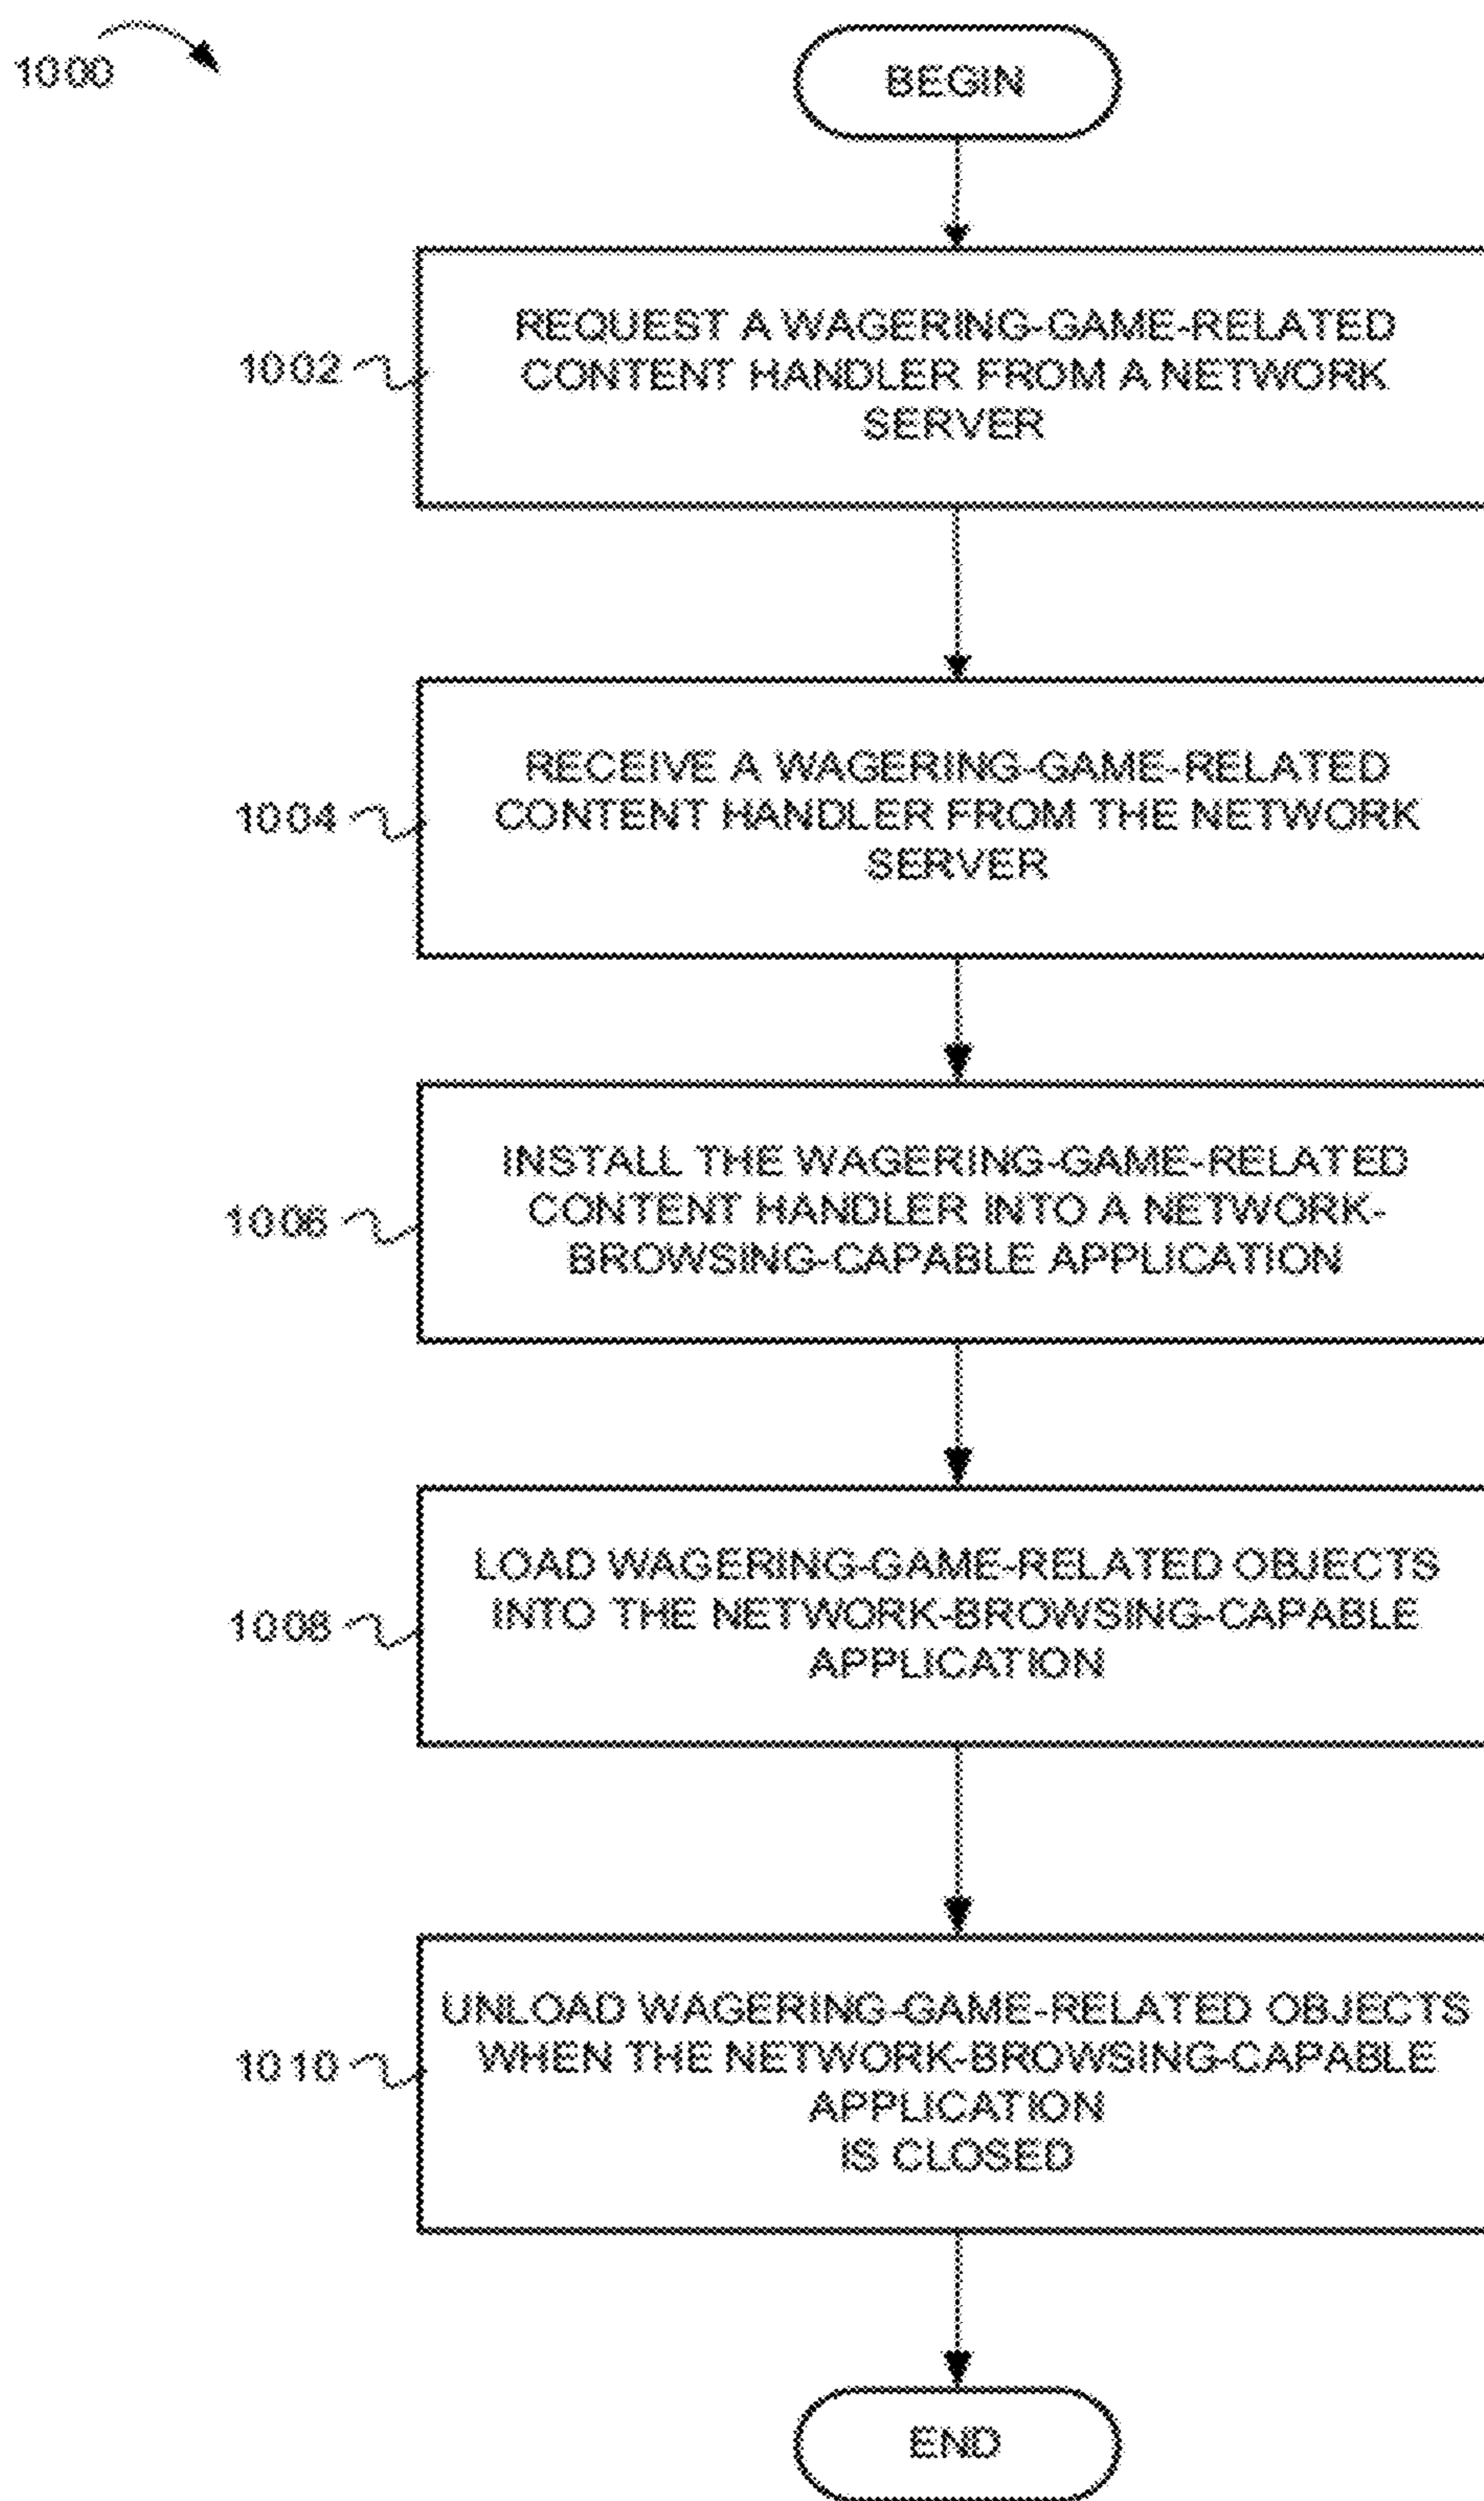 1000
BEGIN
REQUEST A WAGERING-GAME-RELATED
CONTENT HANDLER FROM A NETWORK
SERVER
1002
RECEIVE A WAGERING-GAME-RELATED
CONTENT HANDLER FROM THE NETWORK
SERVER
1004
INSTALL THE WAGERING-GAME-RELATED
CONTENT HANDLER INTO A NETWORK-
BROWSING-CAPABLE APPLICATION
1006
LOAD WAGERING-GAME-RELATED OBJECTS
INTO THE NETWORK-BROWSING-CAPABLE
APPLICATION
1008
UNLOAD WAGERING-GAME-RELATED OBJECTS
WHEN THE NETWORK-BROWSING-CAPABLE
APPLICATION
IS CLOSED
1010
END